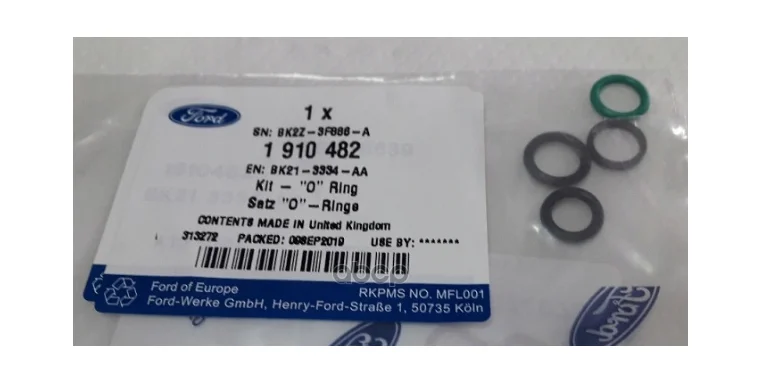 Ford
1 x
SN: BK2Z-3F886-A
1 910 482
EN: BK21-3334-AA
Kit - "O" Ring
Satz "O"-Ringe
CONTENTS MADE IN United Kingdom
313272 PACKED: 09SEP2019 USE BY: *******
Ford of Europe
RKPMS NO. MFL001
Ford-Werke GmbH, Henry-Ford-Straße 1, 50735 Köln
Ford